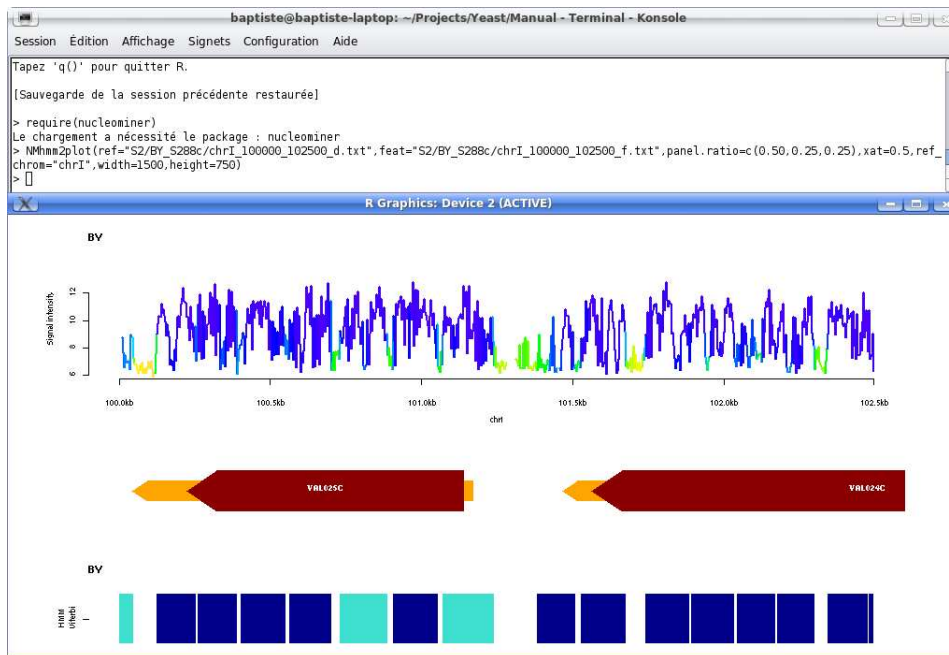 baptiste@baptiste-laptop: ~/Projects/Yeast/Manual - Terminal - Konsole
Session Édition Affichage Signets Configuration Aide
Tapez 'q()' pour quitter R.
[Sauvegarde de la session précédente restaurée]
> require(nucleominer)
Le chargement a nécessité le package : nucleominer
> NMhmm2plot(ref="S2/BY_S288c/chrI_100000_102500_d.txt",feat="S2/BY_S288c/chrI_100000_102500_f.txt",panel.ratio=c(0.50,0.25,0.25),xat=0.5,ref_
chrom="chrI",width=1500,height=750)
>
R Graphics: Device 2 (ACTIVE)
BY
Signal intensity
12
10
8
6
100.0kb 100.5kb 101.0kb 101.5kb 102.0kb 102.5kb
chrI
YAL025C YAL024C
BY
HMM
Viterbi